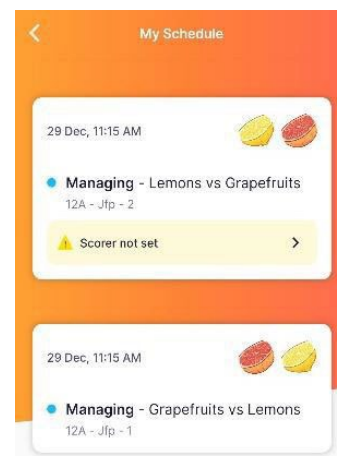 My Schedule
29 Dec, 11:15 AM
Managing - Lemons vs Grapefruits
12A - Jfp - 2
Scorer not set
29 Dec, 11:15 AM
Managing - Grapefruits vs Lemons
12A - Jfp - 1